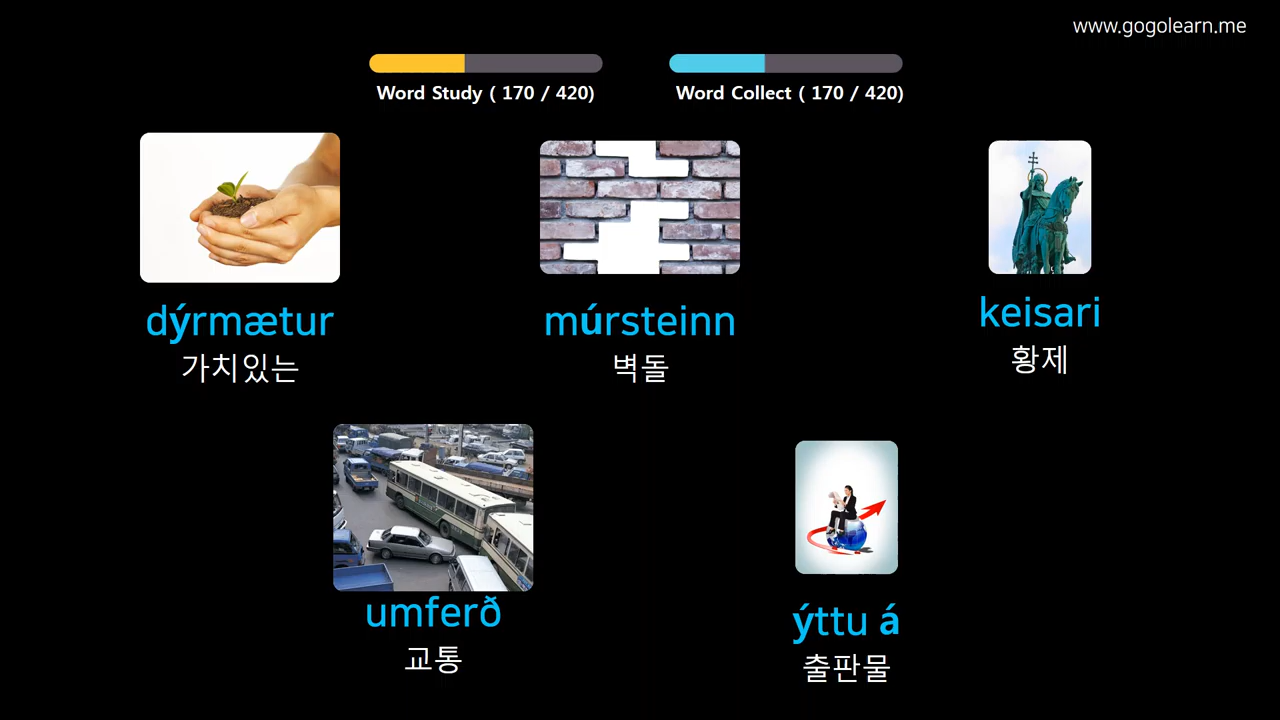 www.gogolearn.me
Word Study ( 170 / 420)
Word Collect ( 170 / 420)
dýrmætur
가치있는
múrsteinn
벽돌
keisari
황제
umferð
교통
ýttu á
출판물